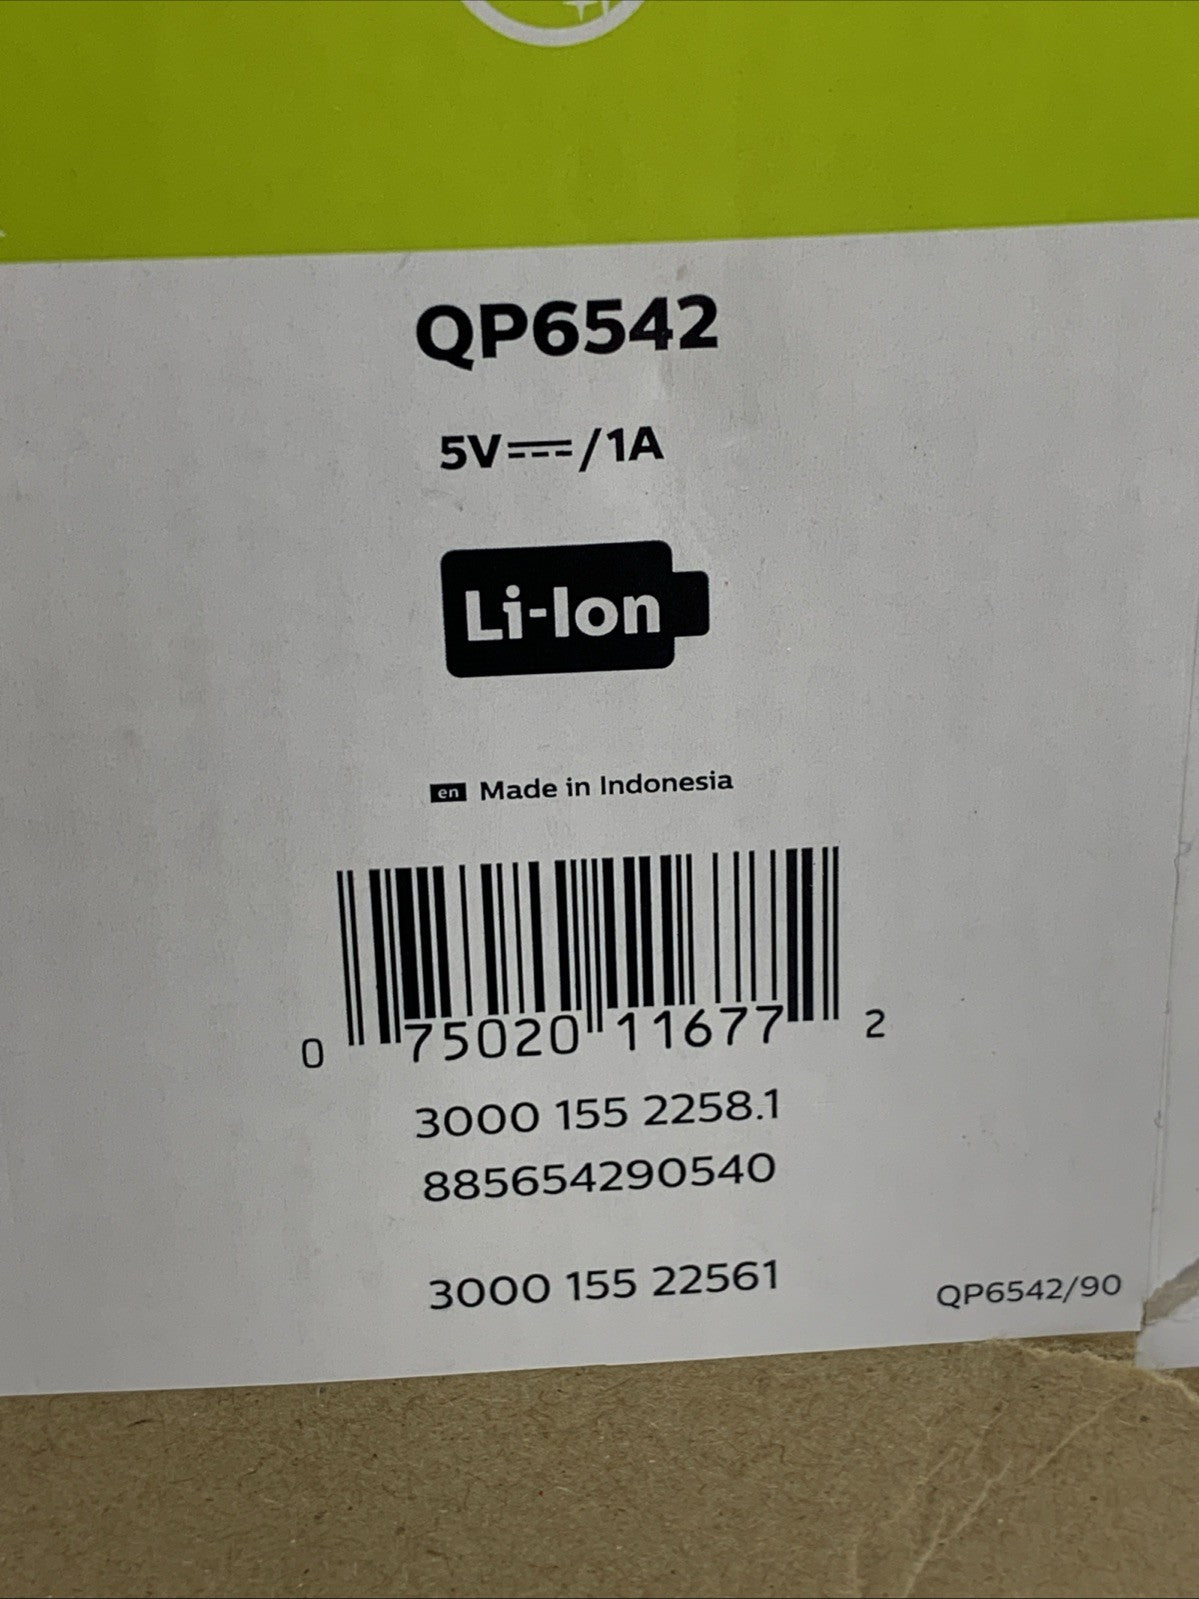 QP6542
5V⎓/1A
Li-Ion
en Made in Indonesia
0 75020 11677 2
3000 155 2258.1
885654290540
3000 155 22561
QP6542/90